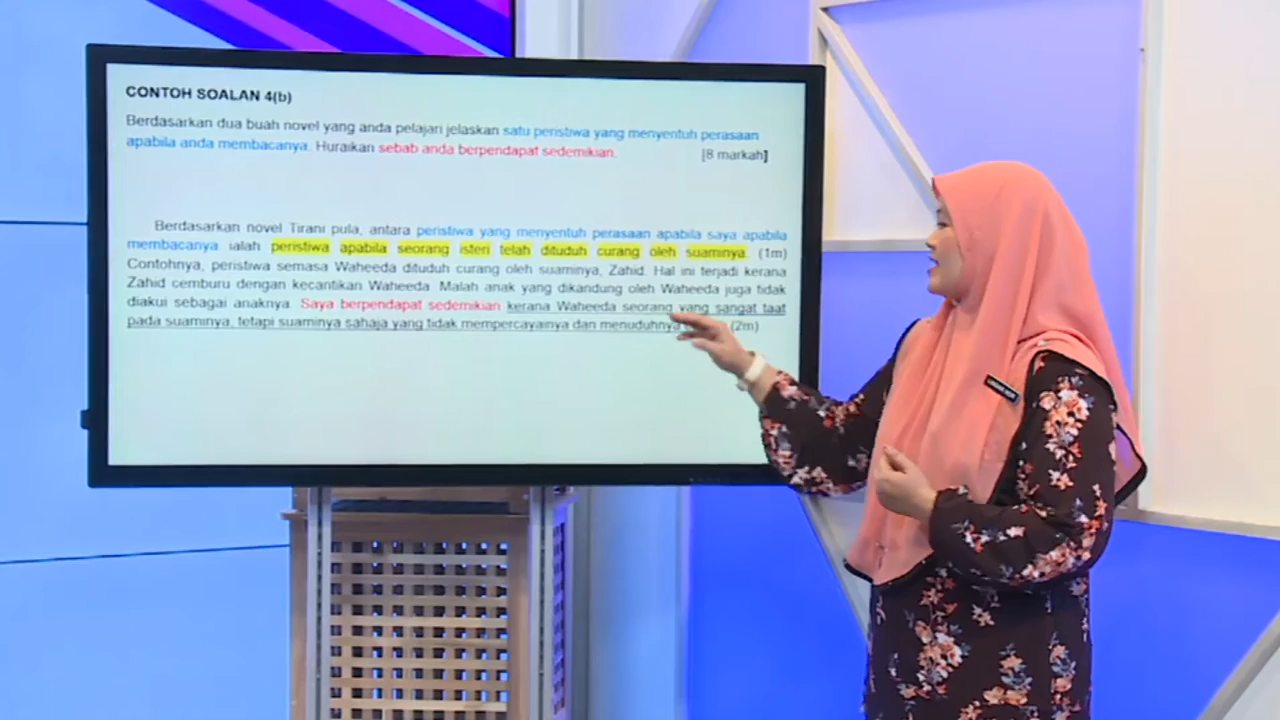 CONTOH SOALAN 4(b)
Berdasarkan dua buah novel yang anda pelajari jelaskan satu peristiwa yang menyentuh perasaan
apabila anda membacanya. Huraikan sebab anda berpendapat sedemikian. [8 markah]
Berdasarkan novel Tirani pula, antara peristiwa yang menyentuh perasaan apabila saya apabila
membacanya ialah peristiwa apabila seorang isteri telah dituduh curang oleh suaminya. (1m)
Contohnya, peristiwa semasa Waheeda dituduh curang oleh suaminya, Zahid. Hal ini terjadi kerana
Zahid cemburu dengan kecantikan Waheeda. Malah anak yang dikandung oleh Waheeda juga tidak
diakui sebagai anaknya. Saya berpendapat sedemikian kerana Waheeda seorang yang sangat taat
pada suaminya, tetapi suaminya sahaja yang tidak mempercayainya dan menuduhnya (2m)